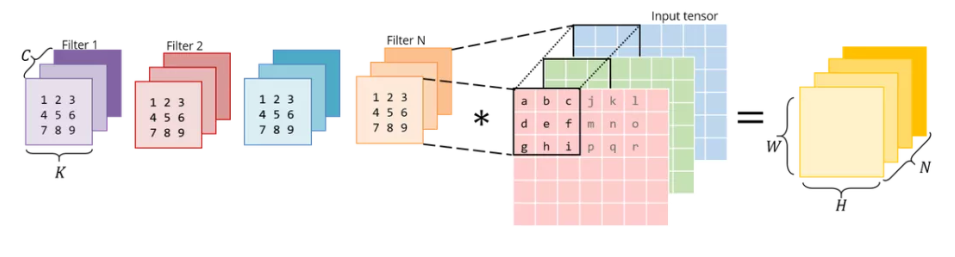 Input tensor
Filter 1
Filter 2
Filter N
C
1 2 3
4 5 6
7 8 9
K
1 2 3
4 5 6
7 8 9
1 2 3
4 5 6
7 8 9
1 2 3
4 5 6
7 8 9
*
a b c j k l
d e f m n o
g h i p q r
=
W
H
N